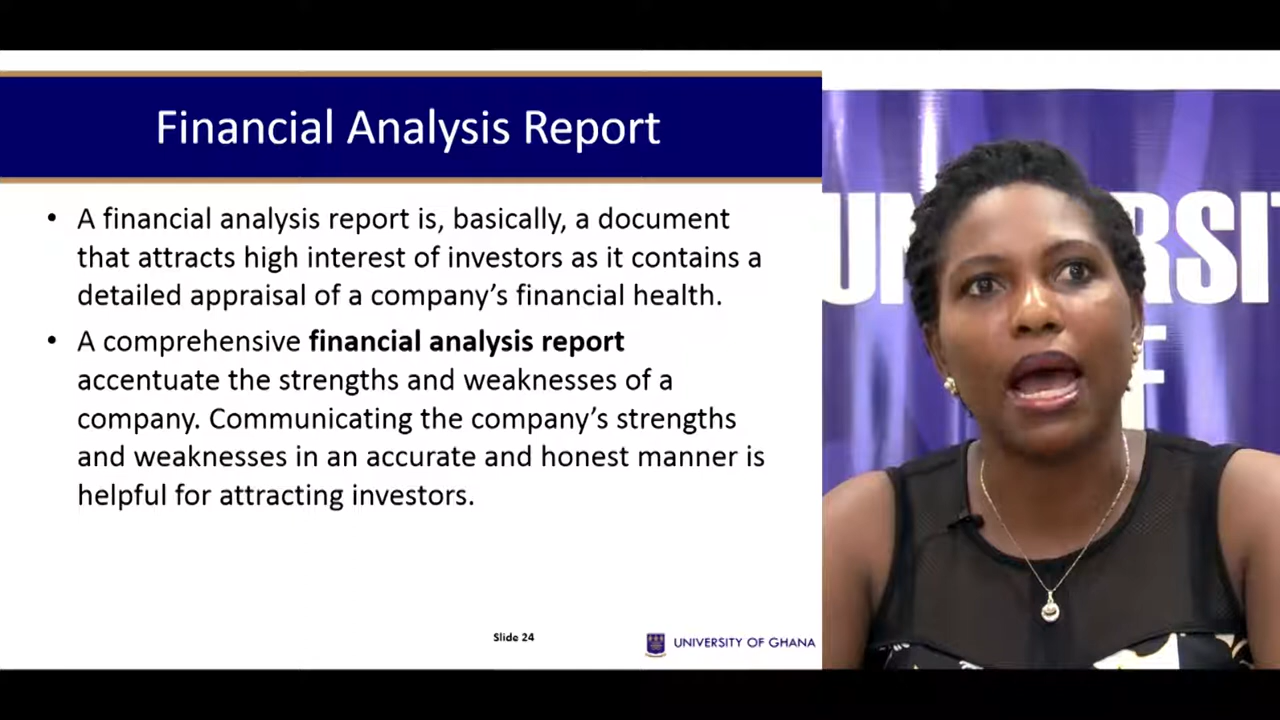 Financial Analysis Report
• A financial analysis report is, basically, a document
that attracts high interest of investors as it contains a
detailed appraisal of a company’s financial health.
• A comprehensive financial analysis report
accentuate the strengths and weaknesses of a
company. Communicating the company’s strengths
and weaknesses in an accurate and honest manner is
helpful for attracting investors.
Slide 24
UNIVERSITY OF GHANA